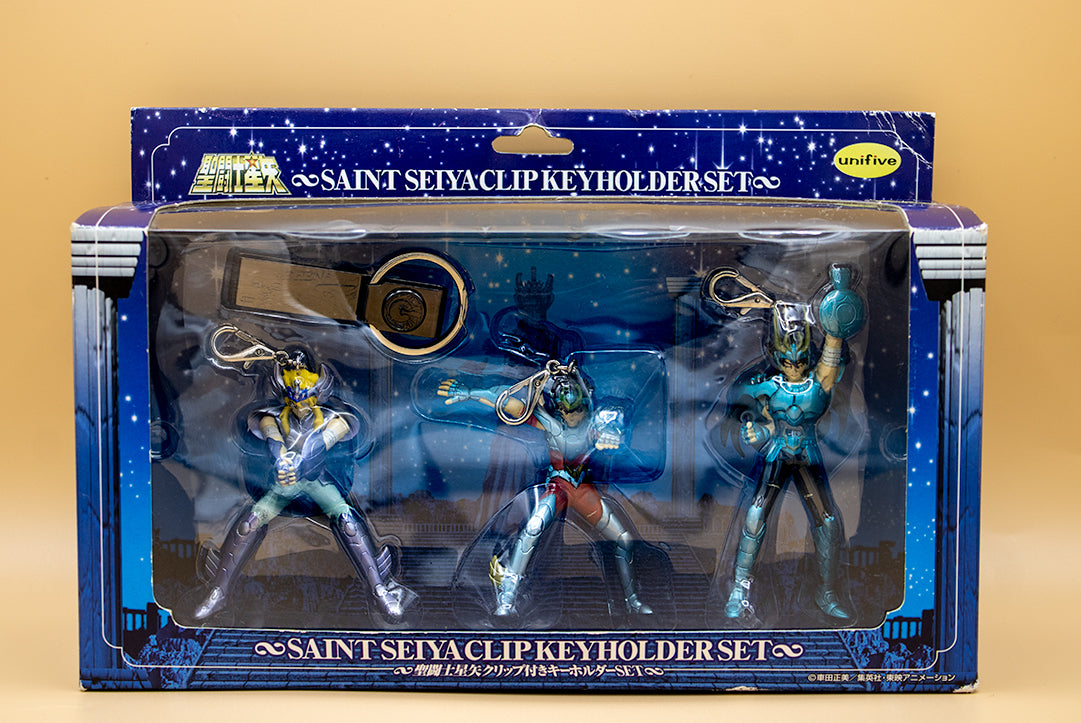 聖闘士星矢 ～SAINT SEIYA CLIP KEYHOLDER SET～
unifive
～SAINT SEIYA CLIP KEYHOLDER SET～
～聖闘士星矢クリップ付きキーホルダーSET～
©車田正美／集英社・東映アニメーション